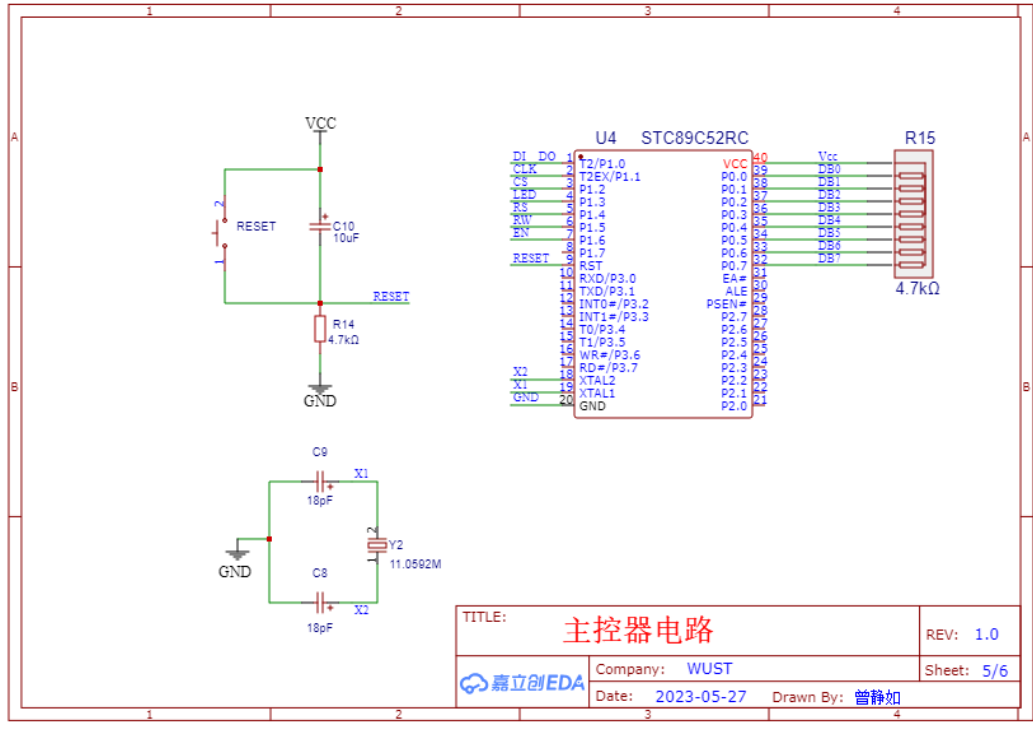 1 2 3 4
A
B
A
B
VCC
2
RESET
1
C10
10uF
RESET
R14
4.7kΩ
GND
C9
X1
18pF
2
Y2
1
11.0592M
GND
C8
X2
18pF
U4 STC89C52RC
DI DO 1 T2/P1.0
CLK 2 T2EX/P1.1
CS 3 P1.2
LED 4 P1.3
RS 5 P1.4
RW 6 P1.5
EN 7 P1.6
8 P1.7
RESET 9 RST
10 RXD/P3.0
11 TXD/P3.1
12 INT0#/P3.2
13 INT1#/P3.3
14 T0/P3.4
15 T1/P3.5
16 WR#/P3.6
17 RD#/P3.7
X2 18 XTAL2
X1 19 XTAL1
GND 20 GND
VCC 40 Vcc
P0.0 39 DB0
P0.1 38 DB1
P0.2 37 DB2
P0.3 36 DB3
P0.4 35 DB4
P0.5 34 DB5
P0.6 33 DB6
P0.7 32 DB7
EA# 31
ALE 30
PSEN# 29
P2.7 28
P2.6 27
P2.5 26
P2.4 25
P2.3 24
P2.2 23
P2.1 22
P2.0 21
R15
4.7kΩ
TITLE:
主控器电路
REV: 1.0
嘉立创EDA
Company: WUST
Sheet: 5/6
Date: 2023-05-27 Drawn By: 曾静如
1 2 3 4